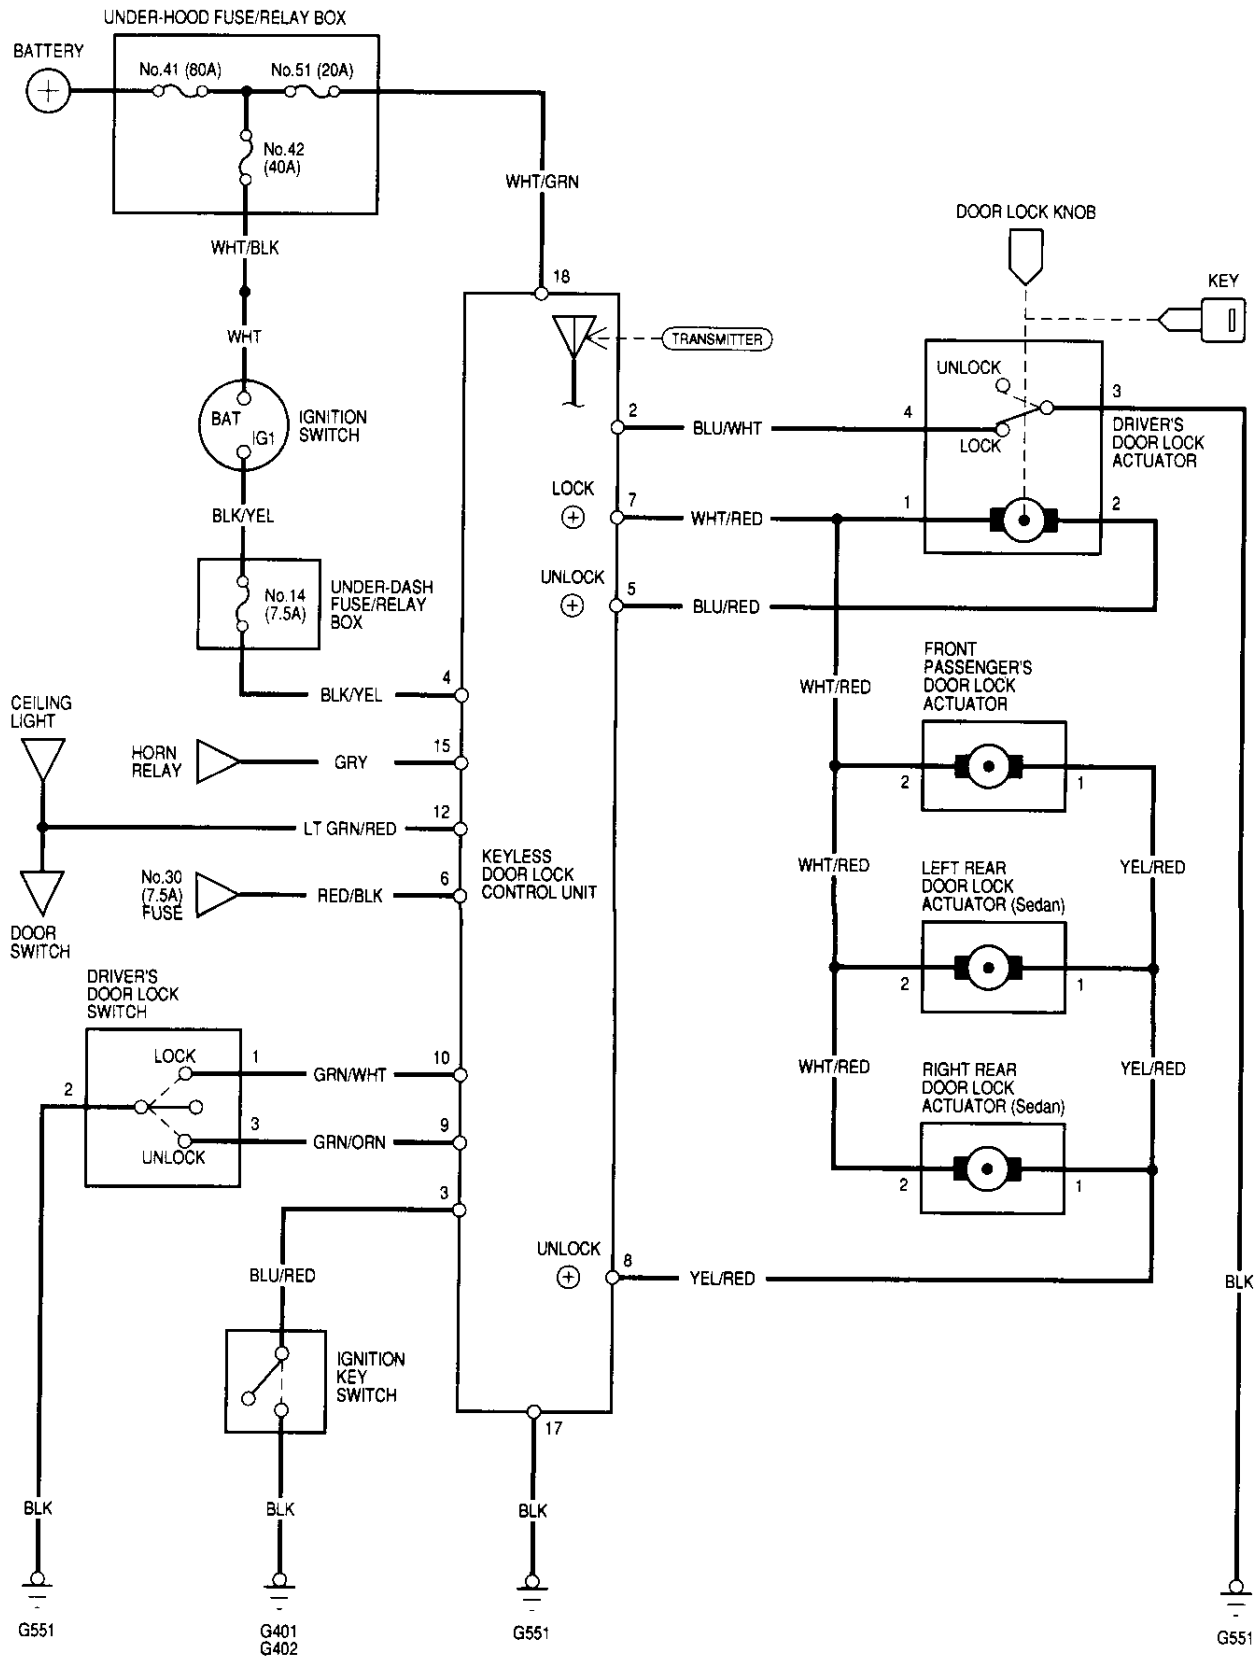 UNDER-HOOD FUSE/RELAY BOX
BATTERY
No.41 (80A)
No.51 (20A)
No.42
(40A)
WHT/GRN
WHT/BLK
WHT
BAT
IG1
IGNITION
SWITCH
BLK/YEL
No.14
(7.5A)
UNDER-DASH
FUSE/RELAY
BOX
BLK/YEL
4
CEILING
LIGHT
HORN
RELAY
GRY
15
LT GRN/RED
12
No.30
(7.5A)
FUSE
RED/BLK
6
DOOR
SWITCH
DRIVER'S
DOOR LOCK
SWITCH
LOCK
1
GRN/WHT
10
2
3
GRN/ORN
9
UNLOCK
3
BLU/RED
IGNITION
KEY
SWITCH
BLK
G551
BLK
G401
G402
18
TRANSMITTER
2
BLU/WHT
LOCK
7
WHT/RED
UNLOCK
5
BLU/RED
KEYLESS
DOOR LOCK
CONTROL UNIT
UNLOCK
8
YEL/RED
17
BLK
G551
DOOR LOCK KNOB
KEY
UNLOCK
4
LOCK
3
DRIVER'S
DOOR LOCK
ACTUATOR
1
2
WHT/RED
FRONT
PASSENGER'S
DOOR LOCK
ACTUATOR
2
1
WHT/RED
YEL/RED
LEFT REAR
DOOR LOCK
ACTUATOR (Sedan)
2
1
WHT/RED
YEL/RED
RIGHT REAR
DOOR LOCK
ACTUATOR (Sedan)
2
1
BLK
G551